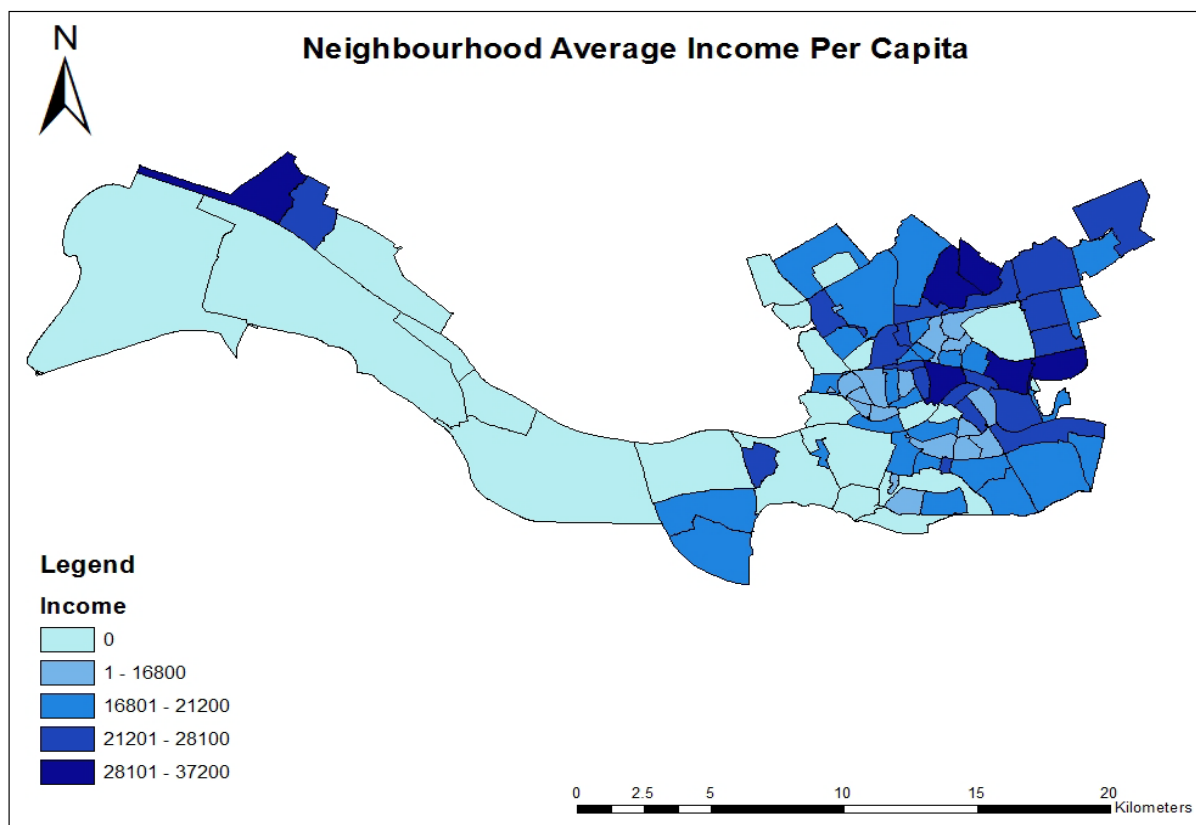 N
Neighbourhood Average Income Per Capita
Legend
Income
0
1 - 16800
16801 - 21200
21201 - 28100
28101 - 37200
0 2.5 5 10 15 20
Kilometers